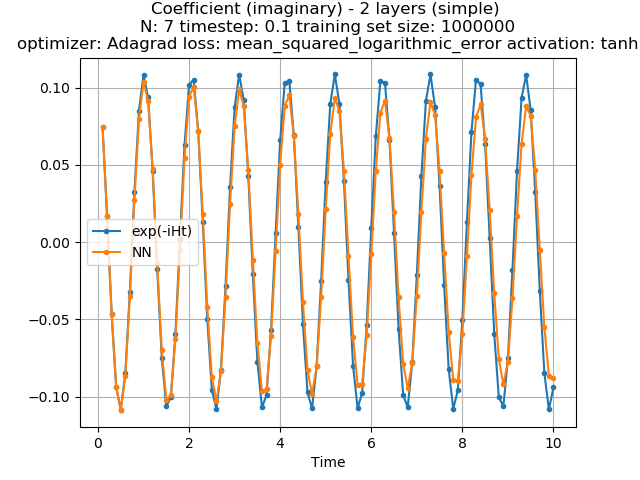 Coefficient (imaginary) - 2 layers (simple)
N: 7 timestep: 0.1 training set size: 1000000
optimizer: Adagrad loss: mean_squared_logarithmic_error activation: tanh
0.10
0.05
0.00
−0.05
−0.10
exp(-iHt)
NN
0 2 4 6 8 10
Time